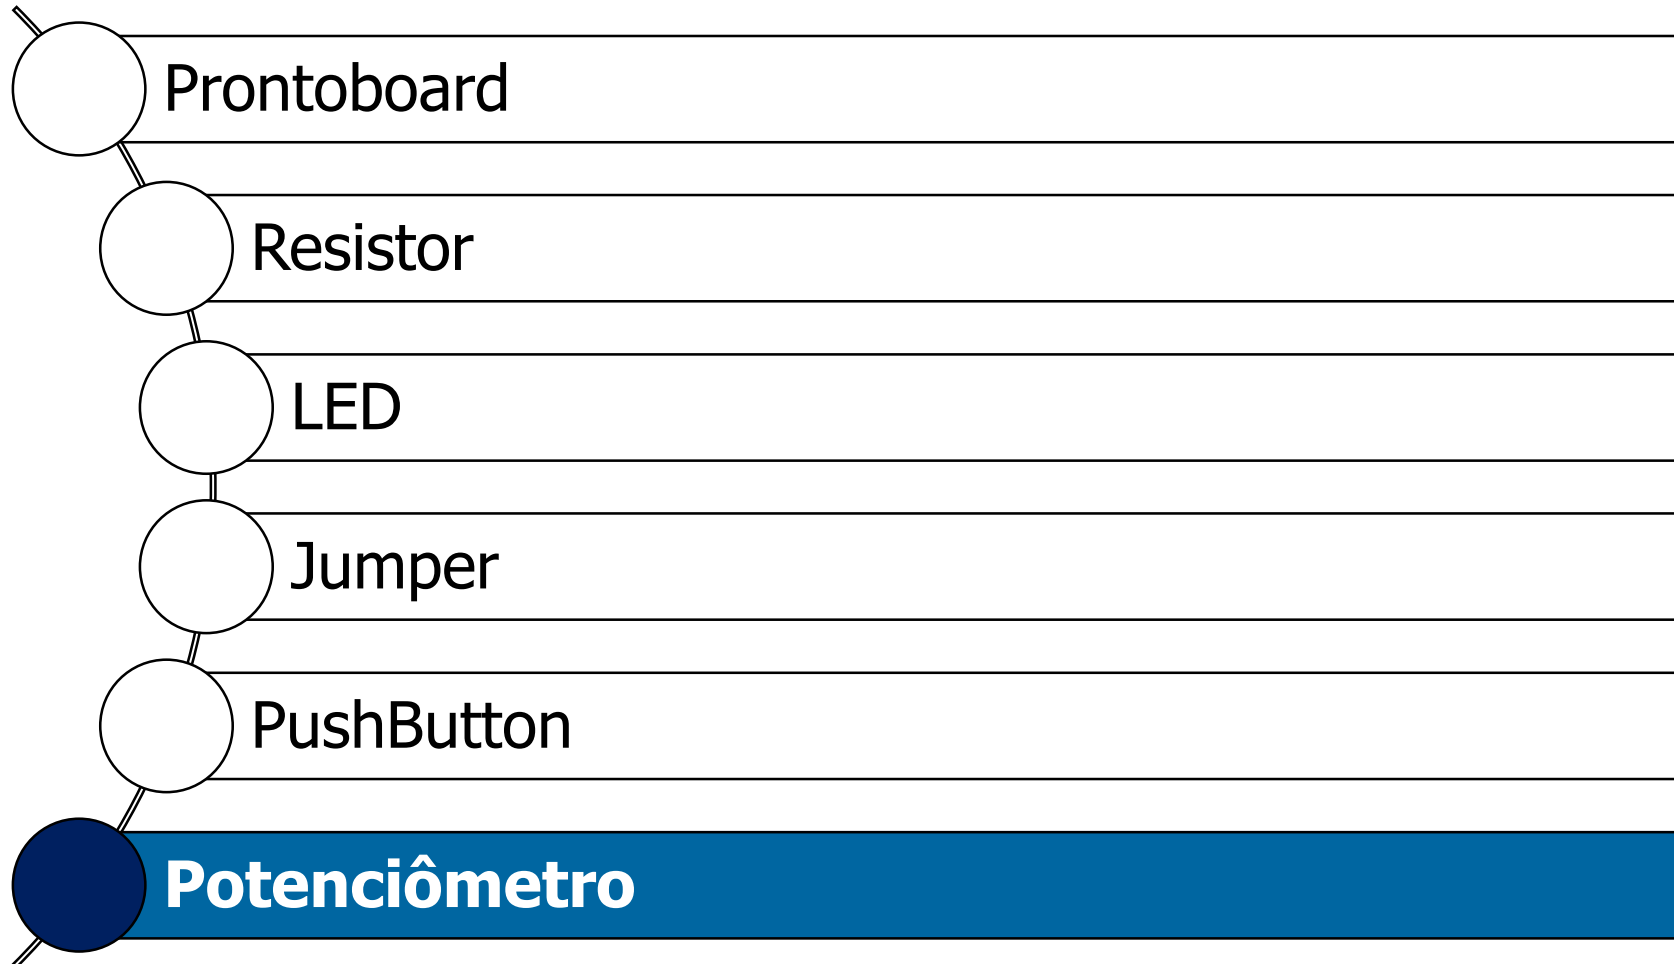 Prontoboard
Resistor
LED
Jumper
PushButton
Potenciômetro